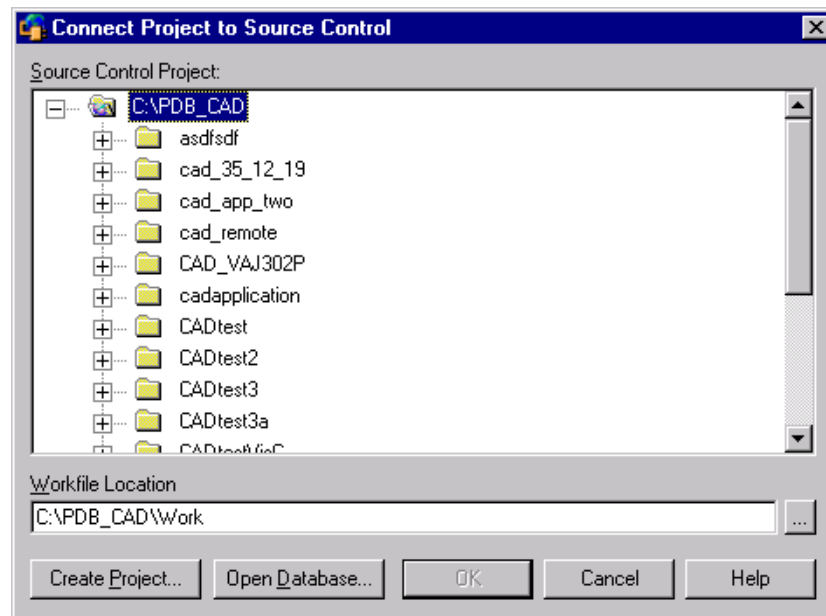 Connect Project to Source Control
Source Control Project:
C:\PDB_CAD
asdfsdf
cad_35_12_19
cad_app_two
cad_remote
CAD_VAJ302P
cadapplication
CADtest
CADtest2
CADtest3
CADtest3a
Workfile Location
C:\PDB_CAD\Work
...
Create Project...
Open Database...
OK
Cancel
Help